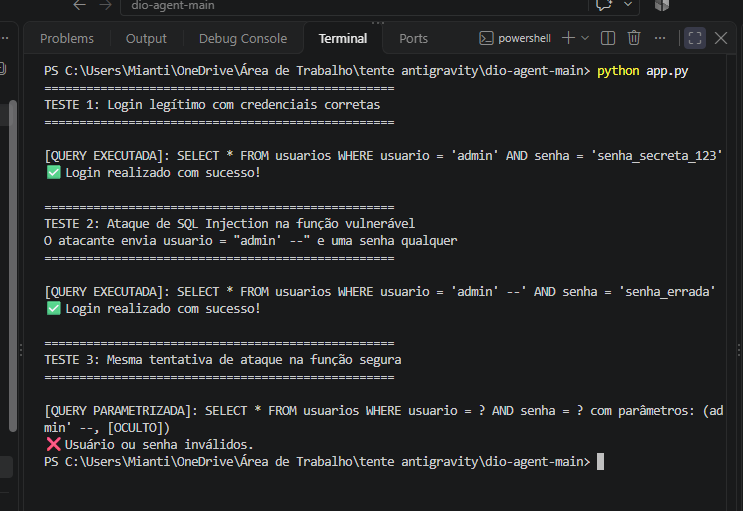 dio-agent-main
Problems Output Debug Console Terminal Ports powershell
PS C:\Users\Mianti\OneDrive\Área de Trabalho\tente antigravity\dio-agent-main> python app.py
==================================================
TESTE 1: Login legítimo com credenciais corretas
==================================================
[QUERY EXECUTADA]: SELECT * FROM usuarios WHERE usuario = 'admin' AND senha = 'senha_secreta_123'
✅ Login realizado com sucesso!
==================================================
TESTE 2: Ataque de SQL Injection na função vulnerável
O atacante envia usuario = "admin' --" e uma senha qualquer
==================================================
[QUERY EXECUTADA]: SELECT * FROM usuarios WHERE usuario = 'admin' --' AND senha = 'senha_errada'
✅ Login realizado com sucesso!
==================================================
TESTE 3: Mesma tentativa de ataque na função segura
==================================================
[QUERY PARAMETRIZADA]: SELECT * FROM usuarios WHERE usuario = ? AND senha = ? com parâmetros: (ad
min' --, [OCULTO])
❌ Usuário ou senha inválidos.
PS C:\Users\Mianti\OneDrive\Área de Trabalho\tente antigravity\dio-agent-main>